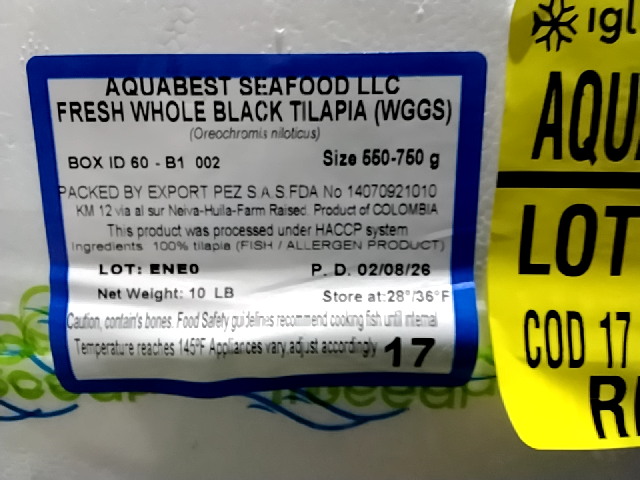 AQUABEST SEAFOOD LLC
FRESH WHOLE BLACK TILAPIA (WGGS)
(Oreochromis niloticus)
BOX ID 60 - B1 002 Size 550-750 g
PACKED BY EXPORT PEZ S.A.S.FDA No 14070921010
KM 12 via al sur Neiva-Huila-Farm Raised. Product of COLOMBIA
This product was processed under HACCP system
Ingredients 100% tilapia (FISH / ALLERGEN PRODUCT)
LOT: ENE0 P. D. 02/08/26
Net Weight: 10 LB Store at:28°/36°F
Caution, contain's bones. Food Safety guidelines recommend cooking fish until internal
Temperature reaches 145ºF Appliances vary,adjust accordingly 17
igl
AQUA
LOT
COD 17